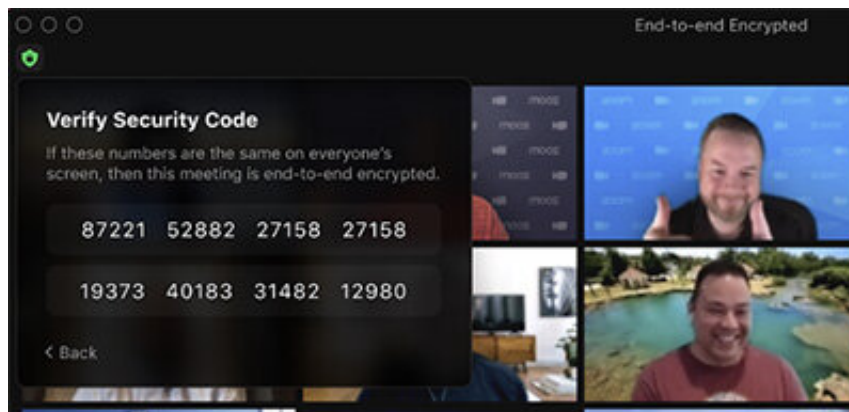 End-to-end Encrypted
Verify Security Code
If these numbers are the same on everyone's
screen, then this meeting is end-to-end encrypted.
87221 52882 27158 27158
19373 40183 31482 12980
< Back
zoom